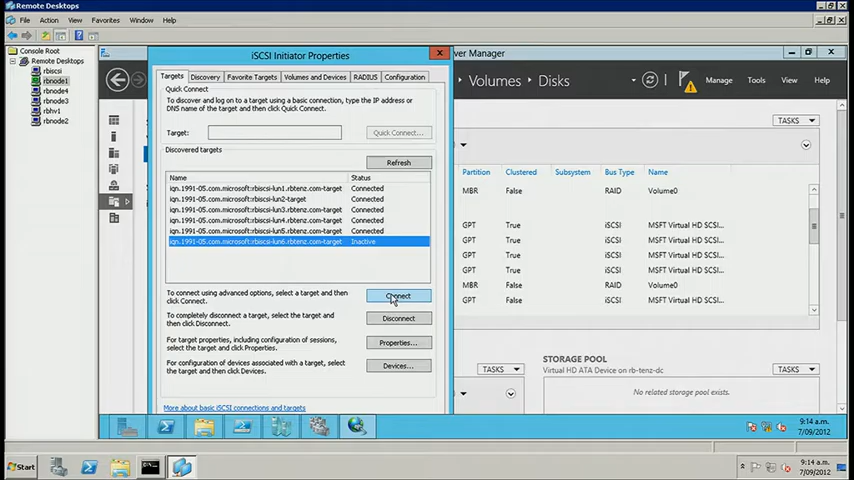 Remote Desktops
File Action View Favorites Window Help
Console Root
Remote Desktops
rbiscsi
rbnode1
rbnode4
rbnode3
rbhv1
rbnode2
iSCSI Initiator Properties
Targets Discovery Favorite Targets Volumes and Devices RADIUS Configuration
Quick Connect
To discover and log on to a target using a basic connection, type the IP address or
DNS name of the target and then click Quick Connect.
Target: Quick Connect...
Discovered targets
Refresh
Name Status
iqn.1991-05.com.microsoft:rbiscsi-lun1.rbtenz.com-target Connected
iqn.1991-05.com.microsoft:rbiscsi-lun2-target Connected
iqn.1991-05.com.microsoft:rbiscsi-lun3.rbtenz.com-target Connected
iqn.1991-05.com.microsoft:rbiscsi-lun4.rbtenz.com-target Connected
iqn.1991-05.com.microsoft:rbiscsi-lun5.rbtenz.com-target Connected
iqn.1991-05.com.microsoft:rbiscsi-lun6.rbtenz.com-target Inactive
To connect using advanced options, select a target and then
click Connect.
Connect
To completely disconnect a target, select the target and
then click Disconnect.
Disconnect
For target properties, including configuration of sessions,
select the target and click Properties.
Properties...
For configuration of devices associated with a target, select
the target and then click Devices.
Devices...
More about basic iSCSI connections and targets
ver Manager
Volumes Disks
Manage Tools View Help
TASKS
Partition Clustered Subsystem Bus Type Name
MBR False RAID Volume0
GPT True iSCSI MSFT Virtual HD SCSI...
GPT True iSCSI MSFT Virtual HD SCSI...
GPT True iSCSI MSFT Virtual HD SCSI...
GPT True iSCSI MSFT Virtual HD SCSI...
MBR False RAID Volume0
GPT True iSCSI MSFT Virtual HD SCSI...
TASKS
STORAGE POOL
Virtual HD ATA Device on rb-tenz-dc
TASKS
No related storage pool exists.
9:14 a.m.
7/09/2012
Start
9:14 a.m.
7/09/2012